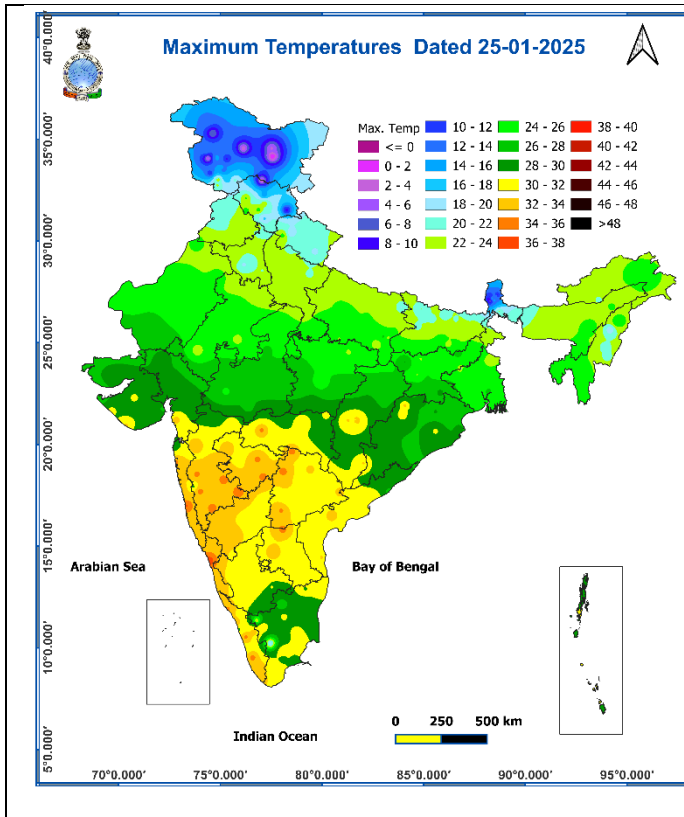 Maximum Temperatures Dated 25-01-2025
Max. Temp
<= 0
0 - 2
2 - 4
4 - 6
6 - 8
8 - 10
10 - 12
12 - 14
14 - 16
16 - 18
18 - 20
20 - 22
22 - 24
24 - 26
26 - 28
28 - 30
30 - 32
32 - 34
34 - 36
36 - 38
38 - 40
40 - 42
42 - 44
44 - 46
46 - 48
>48
40°0.000'
35°0.000'
30°0.000'
25°0.000'
20°0.000'
15°0.000'
10°0.000'
5°0.000'
Arabian Sea
Bay of Bengal
Indian Ocean
0 250 500 km
70°0.000' 75°0.000' 80°0.000' 85°0.000' 90°0.000' 95°0.000'